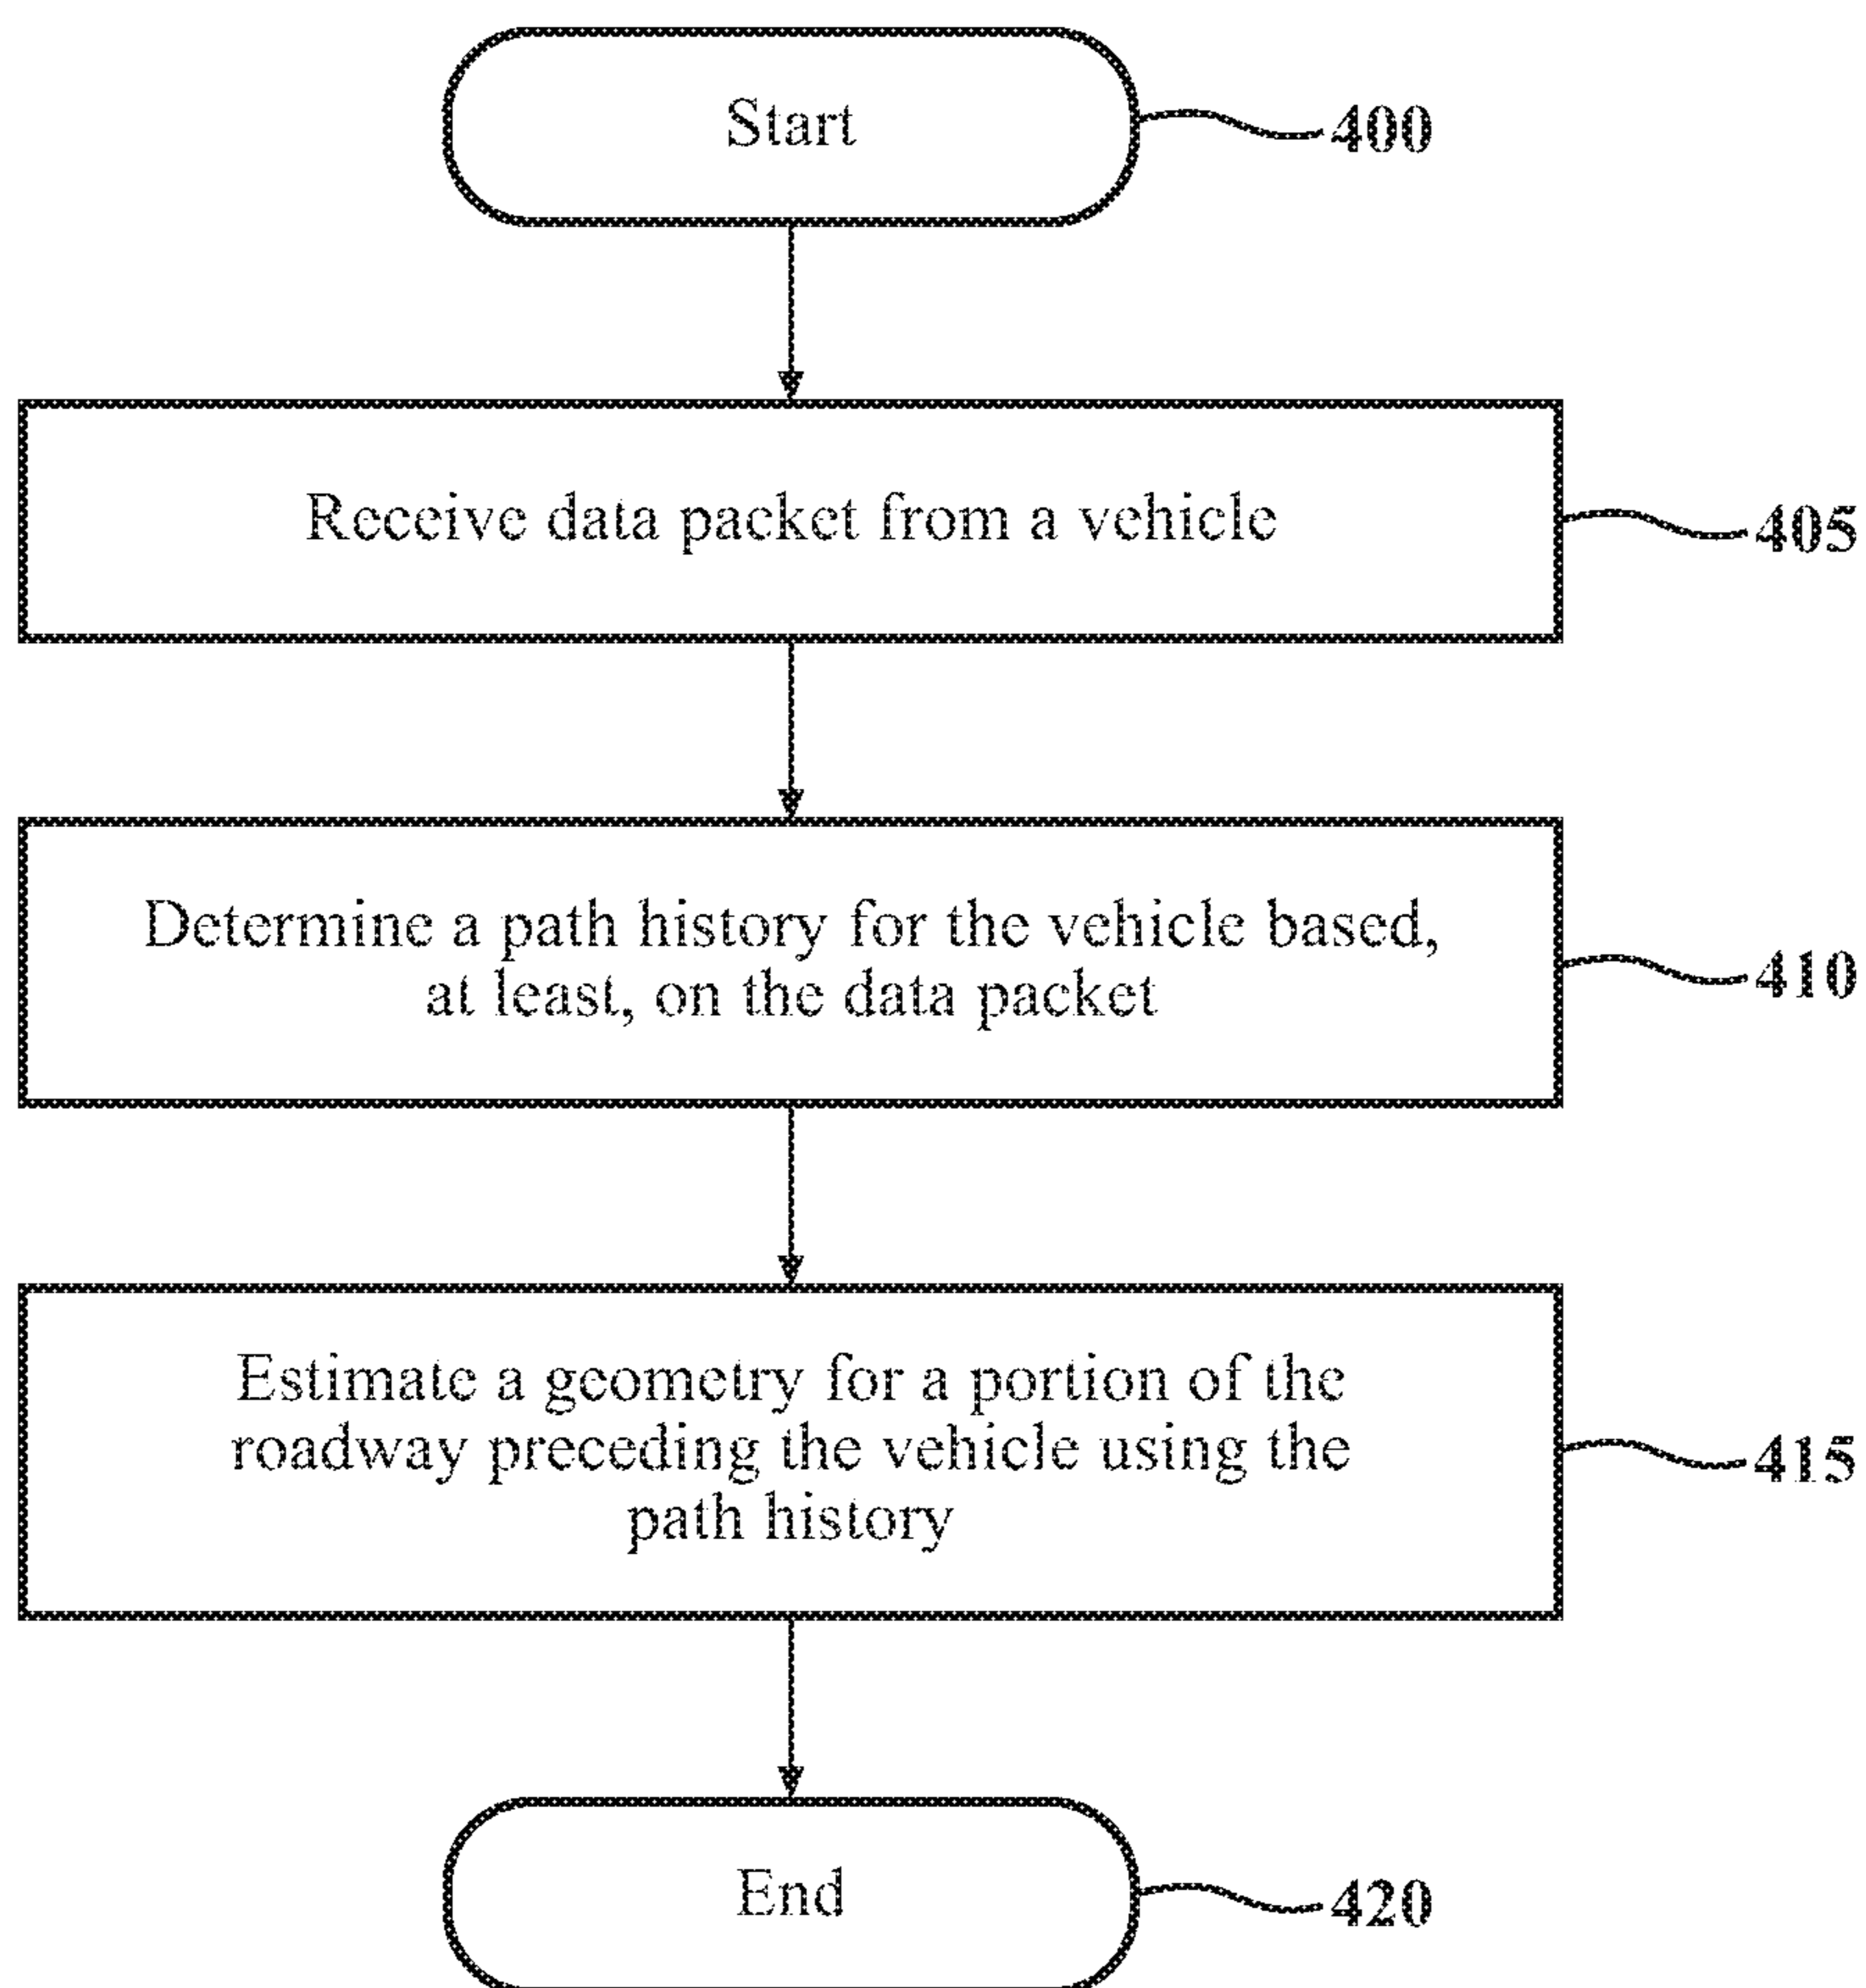 Start
400
Receive data packet from a vehicle
405
Determine a path history for the vehicle based,
at least, on the data packet
410
Estimate a geometry for a portion of the
roadway preceding the vehicle using the
path history
415
End
420